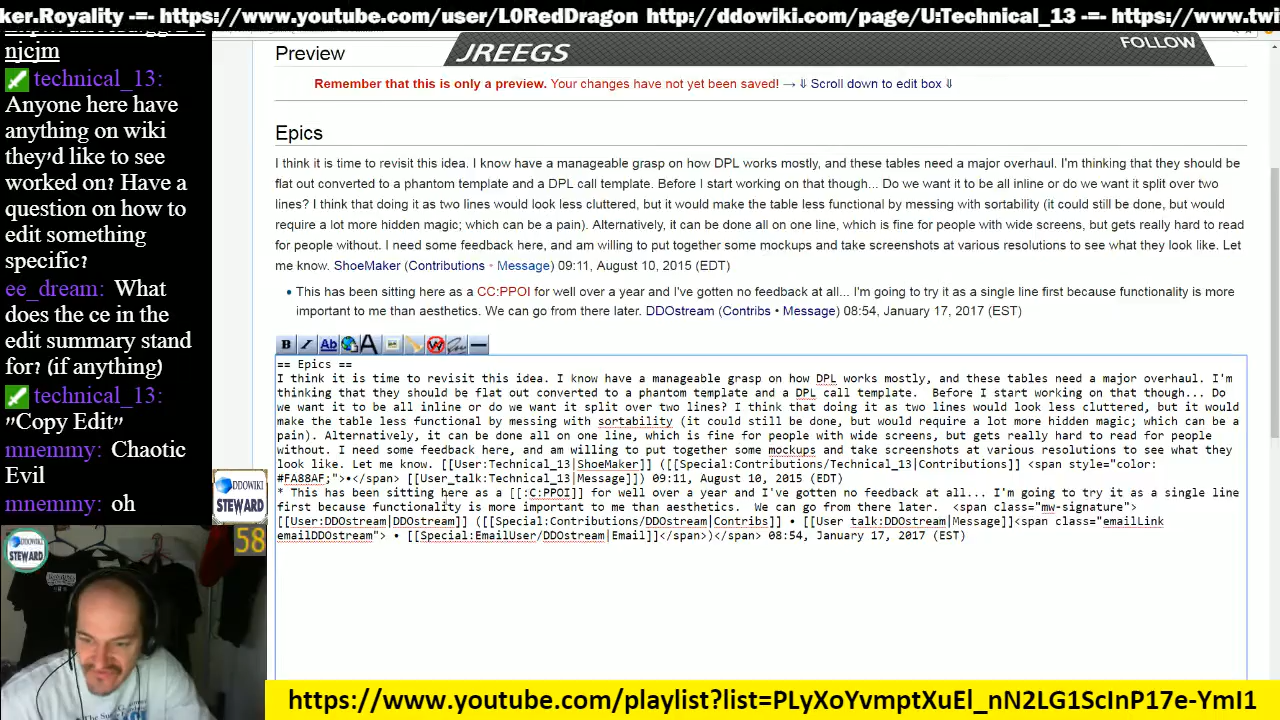 ker.Royality -=- https://www.youtube.com/user/L0RedDragon http://ddowiki.com/page/U:Technical_13 -=- https://www.twi
njcjm
technical_13:
Anyone here have
anything on wiki
they'd like to see
worked on? Have a
question on how to
edit something
specific?
ee_dream: What
does the ce in the
edit summary stand
for? (if anything)
technical_13:
"Copy Edit"
mnemmy: Chaotic
Evil
mnemmy: oh
DDOWIKI
STEWARD
58
DDOWIKI
STEWARD
JREEGS
FOLLOW
Preview
Remember that this is only a preview. Your changes have not yet been saved! → ⇓ Scroll down to edit box ⇓
Epics
I think it is time to revisit this idea. I know have a manageable grasp on how DPL works mostly, and these tables need a major overhaul. I'm thinking that they should be
flat out converted to a phantom template and a DPL call template. Before I start working on that though... Do we want it to be all inline or do we want it split over two
lines? I think that doing it as two lines would look less cluttered, but it would make the table less functional by messing with sortability (it could still be done, but would
require a lot more hidden magic; which can be a pain). Alternatively, it can be done all on one line, which is fine for people with wide screens, but gets really hard to read
for people without. I need some feedback here, and am willing to put together some mockups and take screenshots at various resolutions to see what they look like. Let
me know. ShoeMaker (Contributions • Message) 09:11, August 10, 2015 (EDT)
• This has been sitting here as a CC:PPOI for well over a year and I've gotten no feedback at all... I'm going to try it as a single line first because functionality is more
important to me than aesthetics. We can go from there later. DDOstream (Contribs • Message) 08:54, January 17, 2017 (EST)
B I Ab A W
== Epics ==
I think it is time to revisit this idea. I know have a manageable grasp on how DPL works mostly, and these tables need a major overhaul. I'm
thinking that they should be flat out converted to a phantom template and a DPL call template.  Before I start working on that though... Do
we want it to be all inline or do we want it split over two lines? I think that doing it as two lines would look less cluttered, but it would
make the table less functional by messing with sortability (it could still be done, but would require a lot more hidden magic; which can be a
pain). Alternatively, it can be done all on one line, which is fine for people with wide screens, but gets really hard to read for people
without. I need some feedback here, and am willing to put together some mockups and take screenshots at various resolutions to see what they
look like. Let me know. [[User:Technical_13|ShoeMaker]] ([[Special:Contributions/Technical_13|Contributions]] <span style="color:
#FA88AF;">•</span> [[User_talk:Technical_13|Message]]) 09:11, August 10, 2015 (EDT)
* This has been sitting here as a [[:C:PPOI]] for well over a year and I've gotten no feedback at all... I'm going to try it as a single line
first because functionality is more important to me than aesthetics.  We can go from there later.  <span class="mw-signature">
[[User:DDOstream|DDOstream]] ([[Special:Contributions/DDOstream|Contribs]] • [[User talk:DDOstream|Message]]<span class="emailLink
emailDDOstream"> • [[Special:EmailUser/DDOstream|Email]]</span>)</span> 08:54, January 17, 2017 (EST)
https://www.youtube.com/playlist?list=PLyXoYvmptXuEl_nN2LG1ScInP17e-YmI1